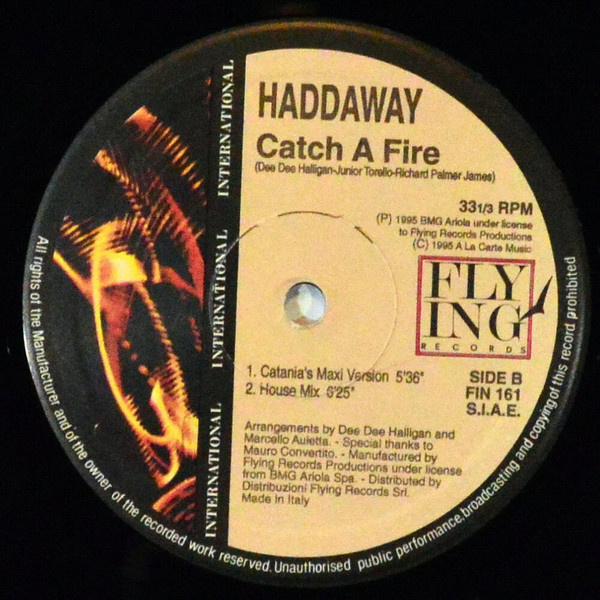 HADDAWAY
Catch A Fire
(Dee Dee Halligan-Junior Torello-Richard Palmer James)
33 1/3 RPM
(P) 1995 BMG Ariola under license
to Flying Records Productions
(C) 1995 A La Carte Music
FLY
ING
RECORDS
1. Catania's Maxi Version 5'36"
2. House Mix 6'25"
SIDE B
FIN 161
S.I.A.E.
Arrangements by Dee Dee Halligan and
Marcello Auietta. - Special thanks to
Mauro Convertito. - Manufactured by
Flying Records Productions under license
from BMG Ariola Spa. - Distributed by
Distribuzioni Flying Records Srl.
Made in Italy
INTERNATIONAL
INTERNATIONAL
INTERNATIONAL
All rights of the Manufacturer and of the owner of the recorded work reserved. Unauthorised public performance, broadcasting and copying of this record prohibited